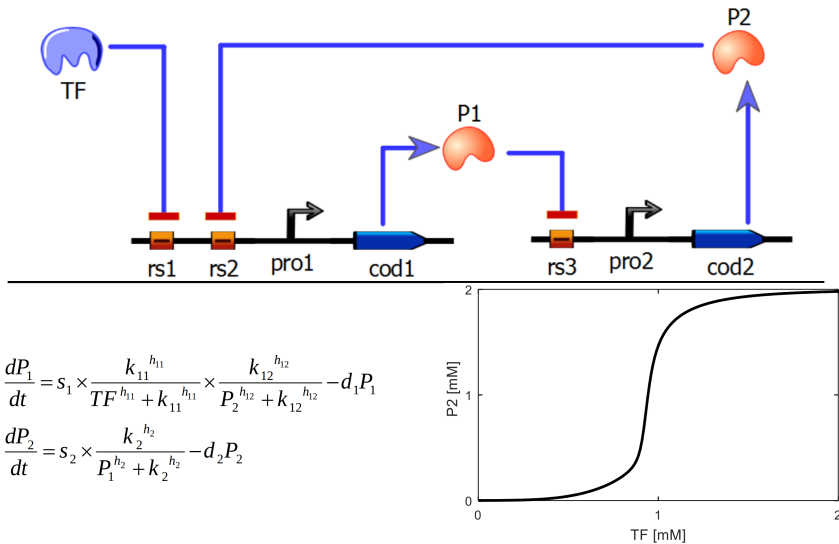 P2
TF
P1
rs1 rs2 pro1 cod1 rs3 pro2 cod2
dP₁/dt = s₁ × k₁₁^h₁₁ / (TF^h₁₁ + k₁₁^h₁₁) × k₁₂^h₁₂ / (P₂^h₁₂ + k₁₂^h₁₂) − d₁P₁
dP₂/dt = s₂ × k₂^h₂ / (P₁^h₂ + k₂^h₂) − d₂P₂
2
1
0
P2 [mM]
0 1 2
TF [mM]